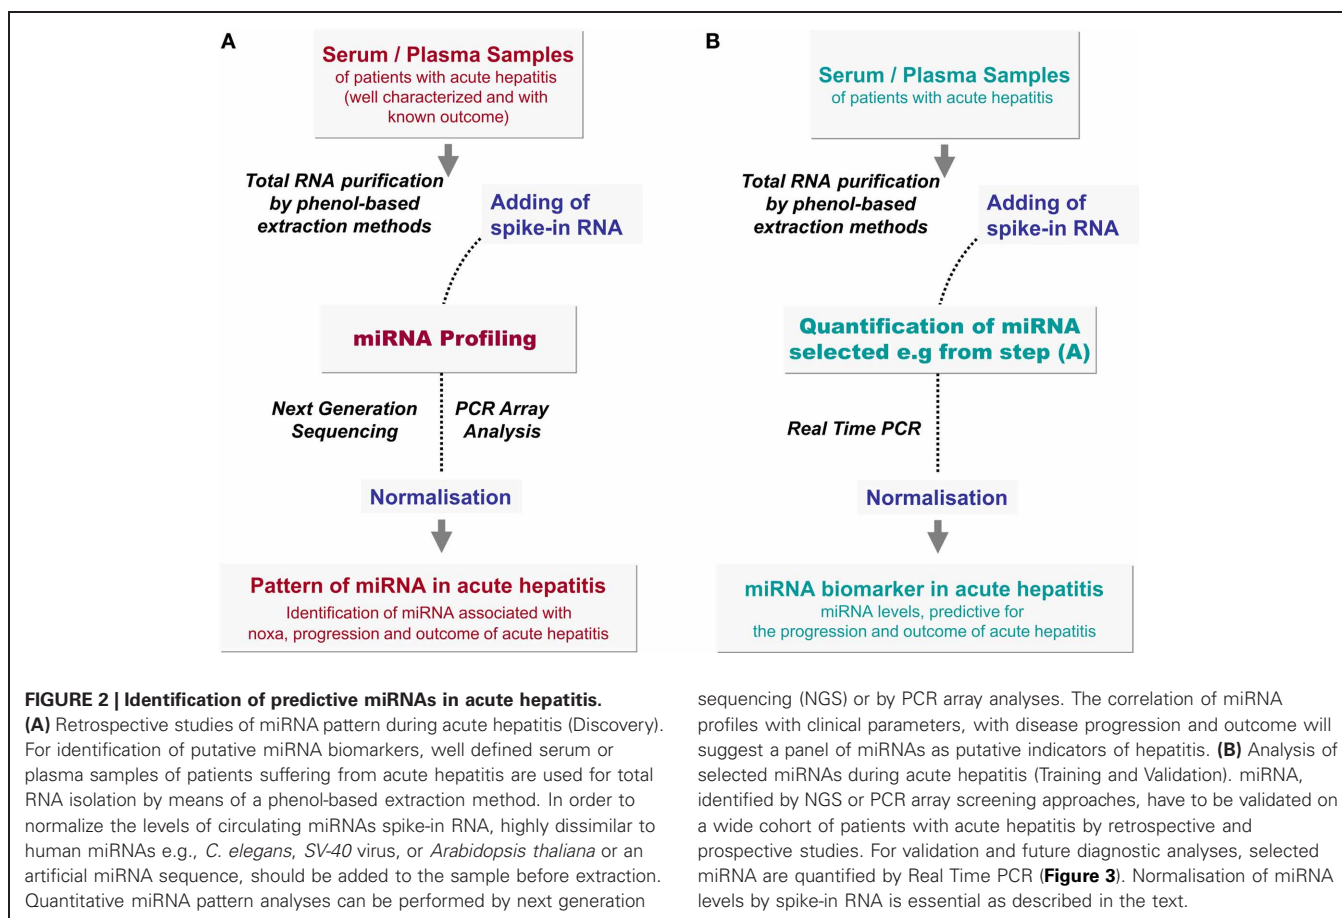 A
Serum / Plasma Samples
of patients with acute hepatitis
(well characterized and with
known outcome)
Total RNA purification
by phenol-based
extraction methods
Adding of
spike-in RNA
miRNA Profiling
Next Generation
Sequencing
PCR Array
Analysis
Normalisation
Pattern of miRNA in acute hepatitis
Identification of miRNA associated with
noxa, progression and outcome of acute hepatitis
B
Serum / Plasma Samples
of patients with acute hepatitis
Total RNA purification
by phenol-based
extraction methods
Adding of
spike-in RNA
Quantification of miRNA
selected e.g from step (A)
Real Time PCR
Normalisation
miRNA biomarker in acute hepatitis
miRNA levels, predictive for
the progression and outcome of acute hepatitis
FIGURE 2 | Identification of predictive miRNAs in acute hepatitis.
(A) Retrospective studies of miRNA pattern during acute hepatitis (Discovery).
For identification of putative miRNA biomarkers, well defined serum or
plasma samples of patients suffering from acute hepatitis are used for total
RNA isolation by means of a phenol-based extraction method. In order to
normalize the levels of circulating miRNAs spike-in RNA, highly dissimilar to
human miRNAs e.g., C. elegans, SV-40 virus, or Arabidopsis thaliana or an
artificial miRNA sequence, should be added to the sample before extraction.
Quantitative miRNA pattern analyses can be performed by next generation
sequencing (NGS) or by PCR array analyses. The correlation of miRNA
profiles with clinical parameters, with disease progression and outcome will
suggest a panel of miRNAs as putative indicators of hepatitis. (B) Analysis of
selected miRNAs during acute hepatitis (Training and Validation). miRNA,
identified by NGS or PCR array screening approaches, have to be validated on
a wide cohort of patients with acute hepatitis by retrospective and
prospective studies. For validation and future diagnostic analyses, selected
miRNA are quantified by Real Time PCR (Figure 3). Normalisation of miRNA
levels by spike-in RNA is essential as described in the text.